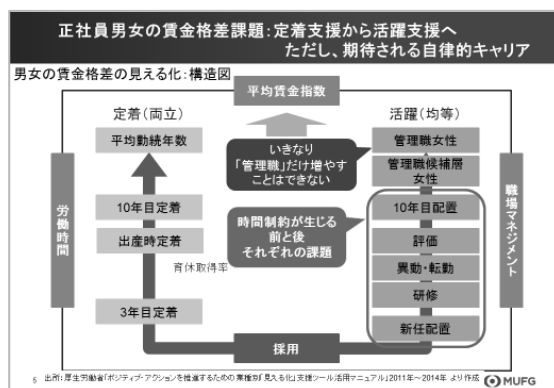 正社員男女の賃金格差課題：定着支援から活躍支援へ
ただし、期待される自律的キャリア
男女の賃金格差の見える化：構造図
平均賃金指数
定着（両立）
平均勤続年数
10年目定着
出産時定着
育休取得率
3年目定着
労働時間
採用
いきなり
「管理職」だけ増やす
ことはできない
時間制約が生じる
前と後
それぞれの課題
活躍（均等）
管理職女性
管理職候補層
女性
10年目配置
評価
異動・転勤
研修
新任配置
職場マネジメント
5 出所：厚生労働省「ポジティブ・アクションを推進するための業種別「見える化」支援ツール活用マニュアル」2011年～2014年 より作成
MUFG